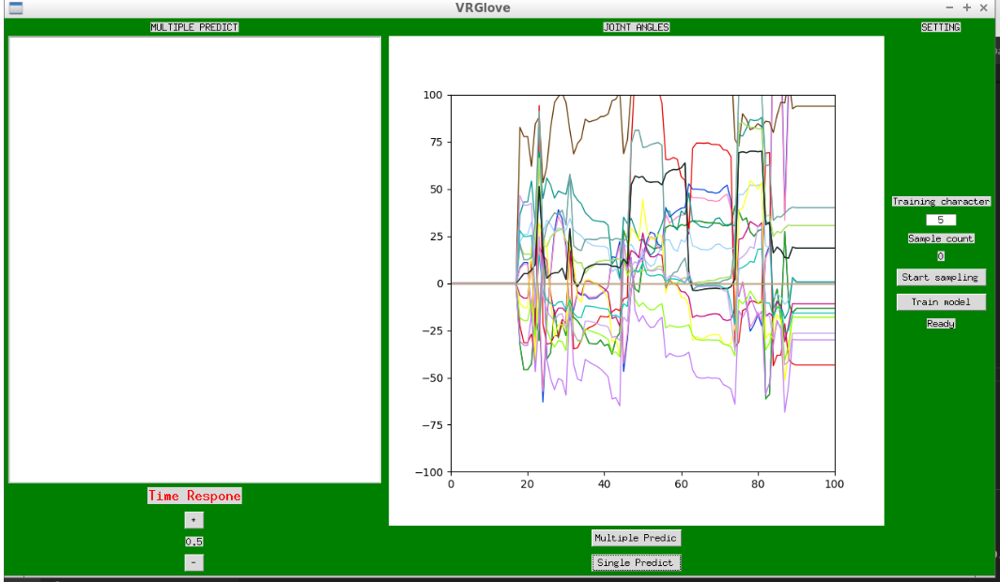 VRGlove
MULTIPLE PREDICT
JOINT ANGLES
SETTING
100
75
50
25
0
−25
−50
−75
−100
0
20
40
60
80
100
Training character
5
Sample count
0
Start sampling
Train model
Ready
Time Respone
+
0.5
-
Multiple Predic
Single Predict